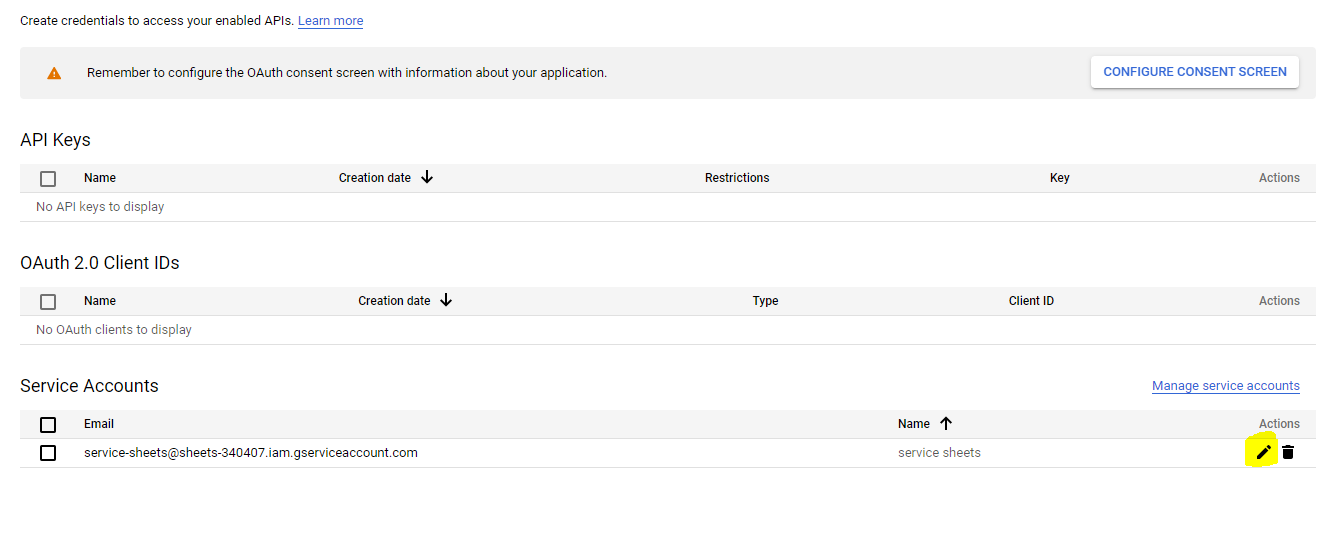 Create credentials to access your enabled APIs. Learn more
Remember to configure the OAuth consent screen with information about your application. CONFIGURE CONSENT SCREEN
API Keys
Name Creation date Restrictions Key Actions
No API keys to display
OAuth 2.0 Client IDs
Name Creation date Type Client ID Actions
No OAuth clients to display
Service Accounts Manage service accounts
Email Name Actions
service-sheets@sheets-340407.iam.gserviceaccount.com service sheets